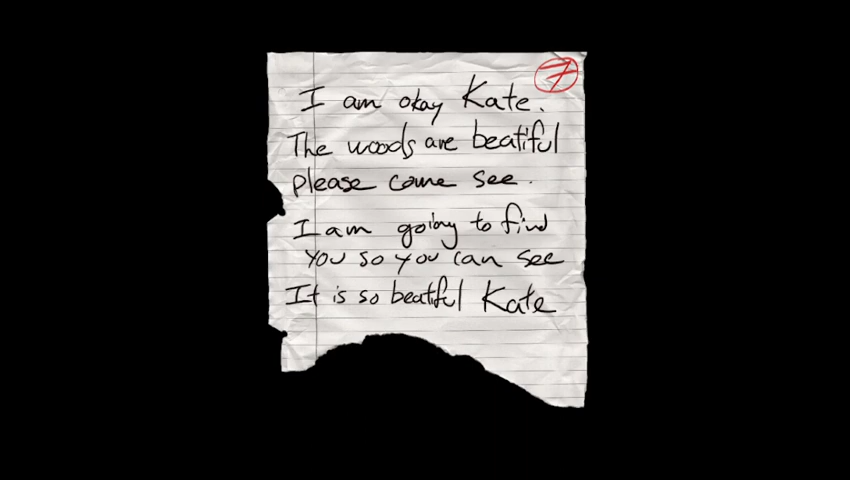 7
I am okay Kate.
The woods are beatiful
please come see.
I am going to find
you so you can see
It is so beatiful Kate